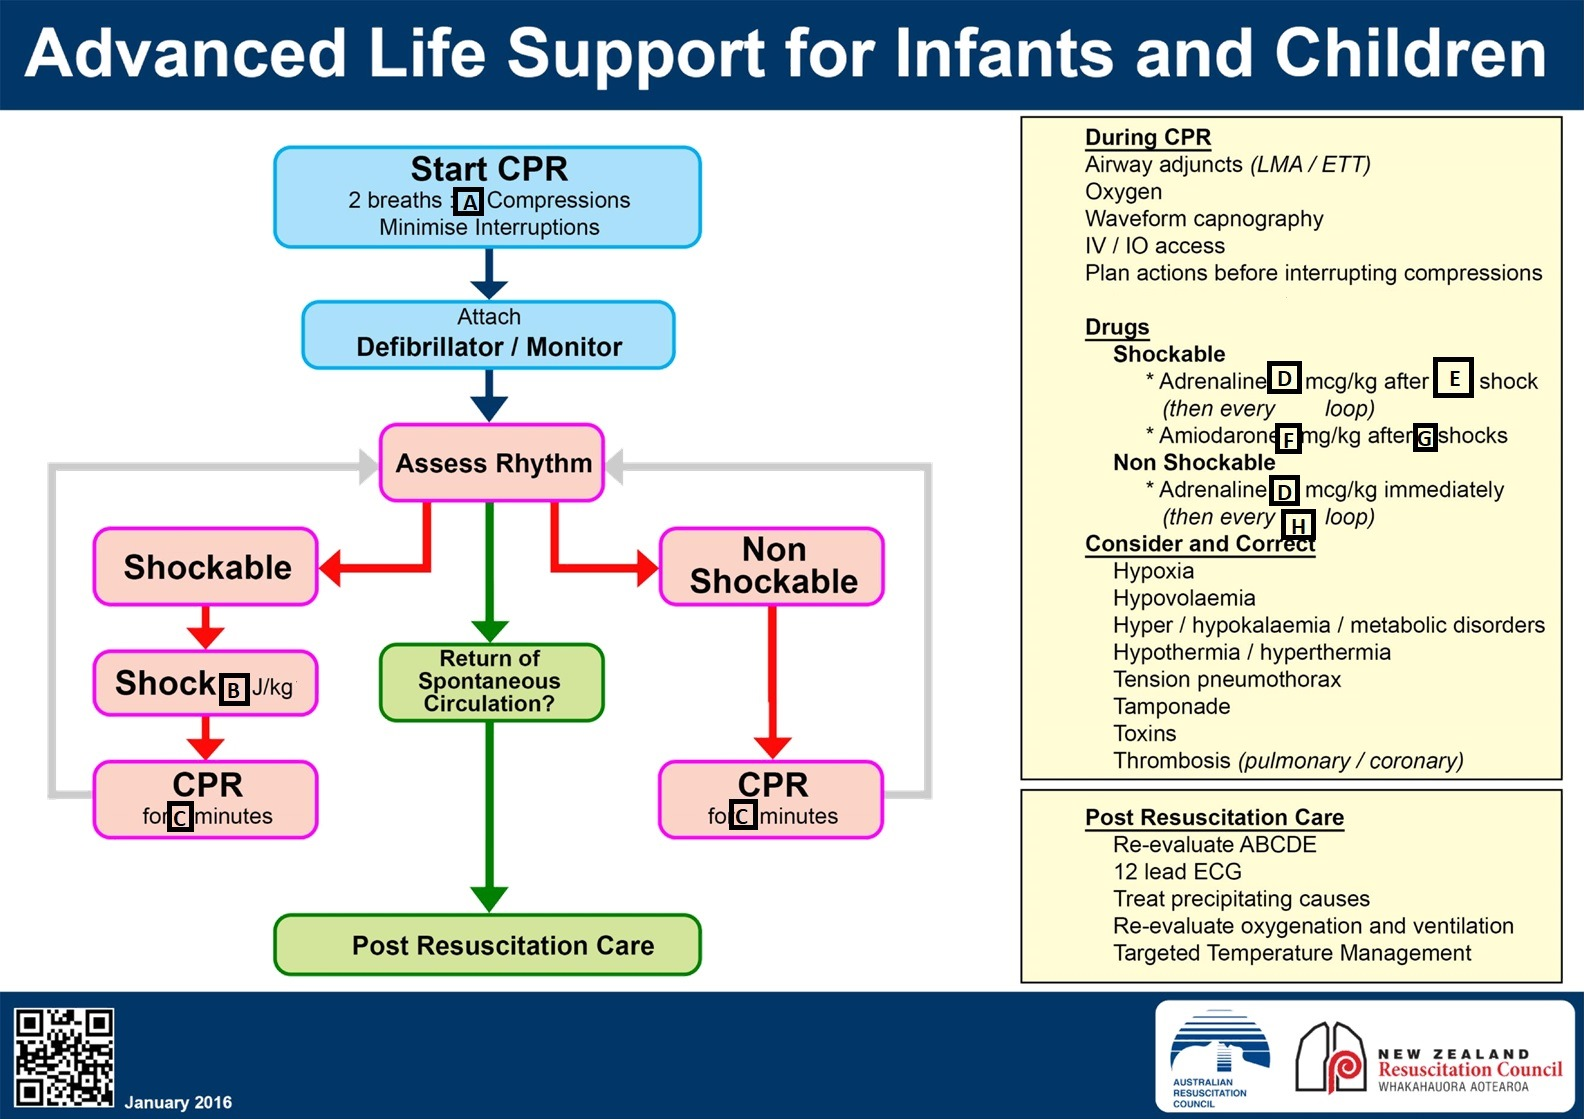 Advanced Life Support for Infants and Children
Start CPR
2 breaths : A Compressions
Minimise Interruptions
Attach
Defibrillator / Monitor
Assess Rhythm
Shockable
Non
Shockable
Shock B J/kg
Return of
Spontaneous
Circulation?
CPR
for C minutes
CPR
for C minutes
Post Resuscitation Care
During CPR
Airway adjuncts (LMA / ETT)
Oxygen
Waveform capnography
IV / IO access
Plan actions before interrupting compressions
Drugs
Shockable
* Adrenaline D mcg/kg after E shock
(then every loop)
* Amiodarone F mg/kg after G shocks
Non Shockable
* Adrenaline D mcg/kg immediately
(then every H loop)
Consider and Correct
Hypoxia
Hypovolaemia
Hyper / hypokalaemia / metabolic disorders
Hypothermia / hyperthermia
Tension pneumothorax
Tamponade
Toxins
Thrombosis (pulmonary / coronary)
Post Resuscitation Care
Re-evaluate ABCDE
12 lead ECG
Treat precipitating causes
Re-evaluate oxygenation and ventilation
Targeted Temperature Management
January 2016
AUSTRALIAN
RESUSCITATION
COUNCIL
NEW ZEALAND
Resuscitation Council
WHAKAHAUORA AOTEAROA